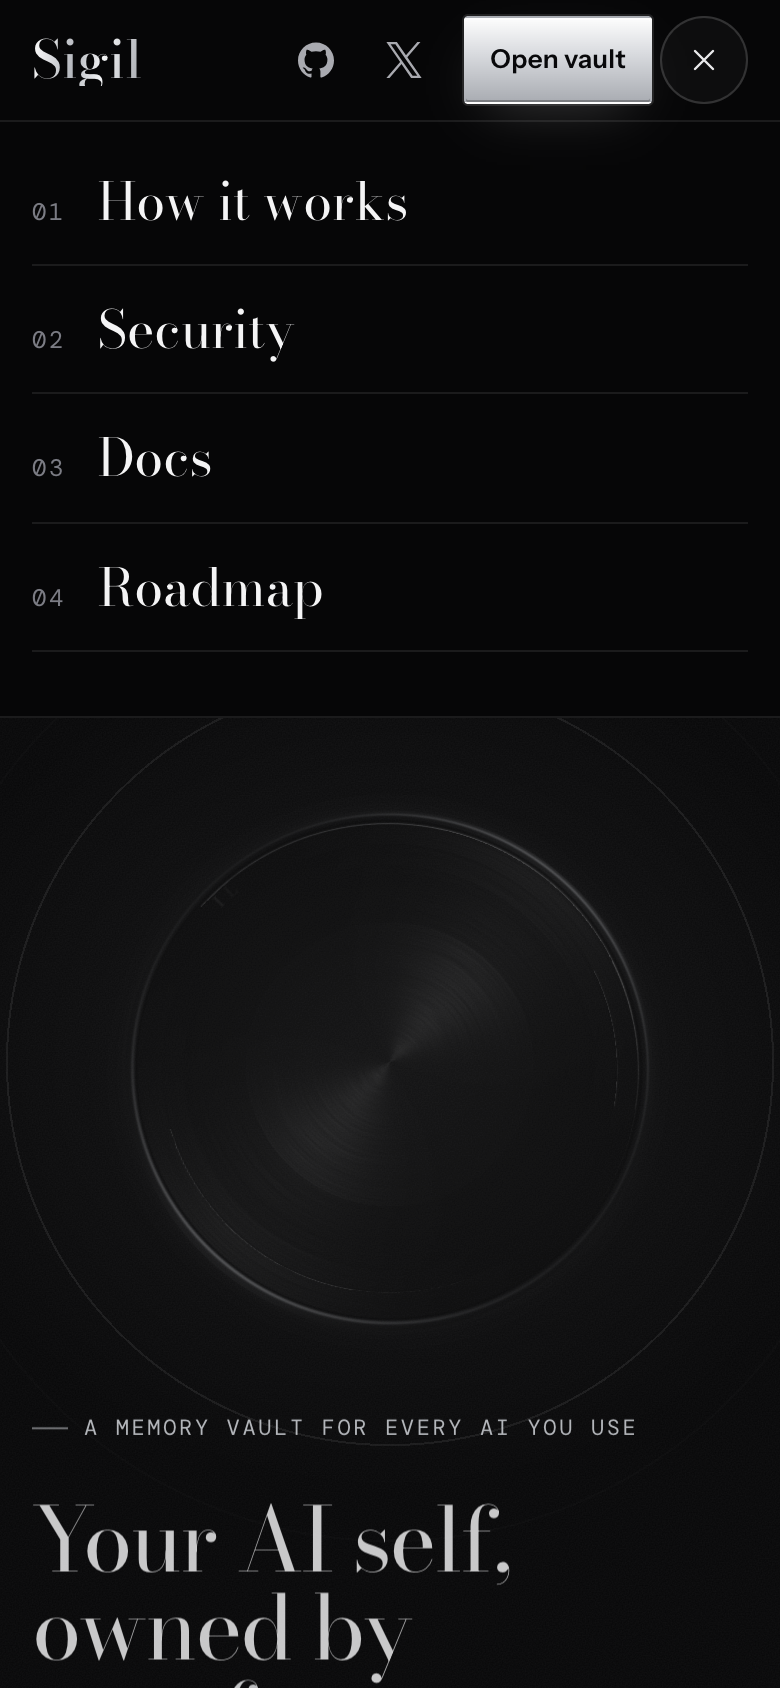 Sigil
Open vault
01 How it works
02 Security
03 Docs
04 Roadmap
A MEMORY VAULT FOR EVERY AI YOU USE
Your AI self,
owned by